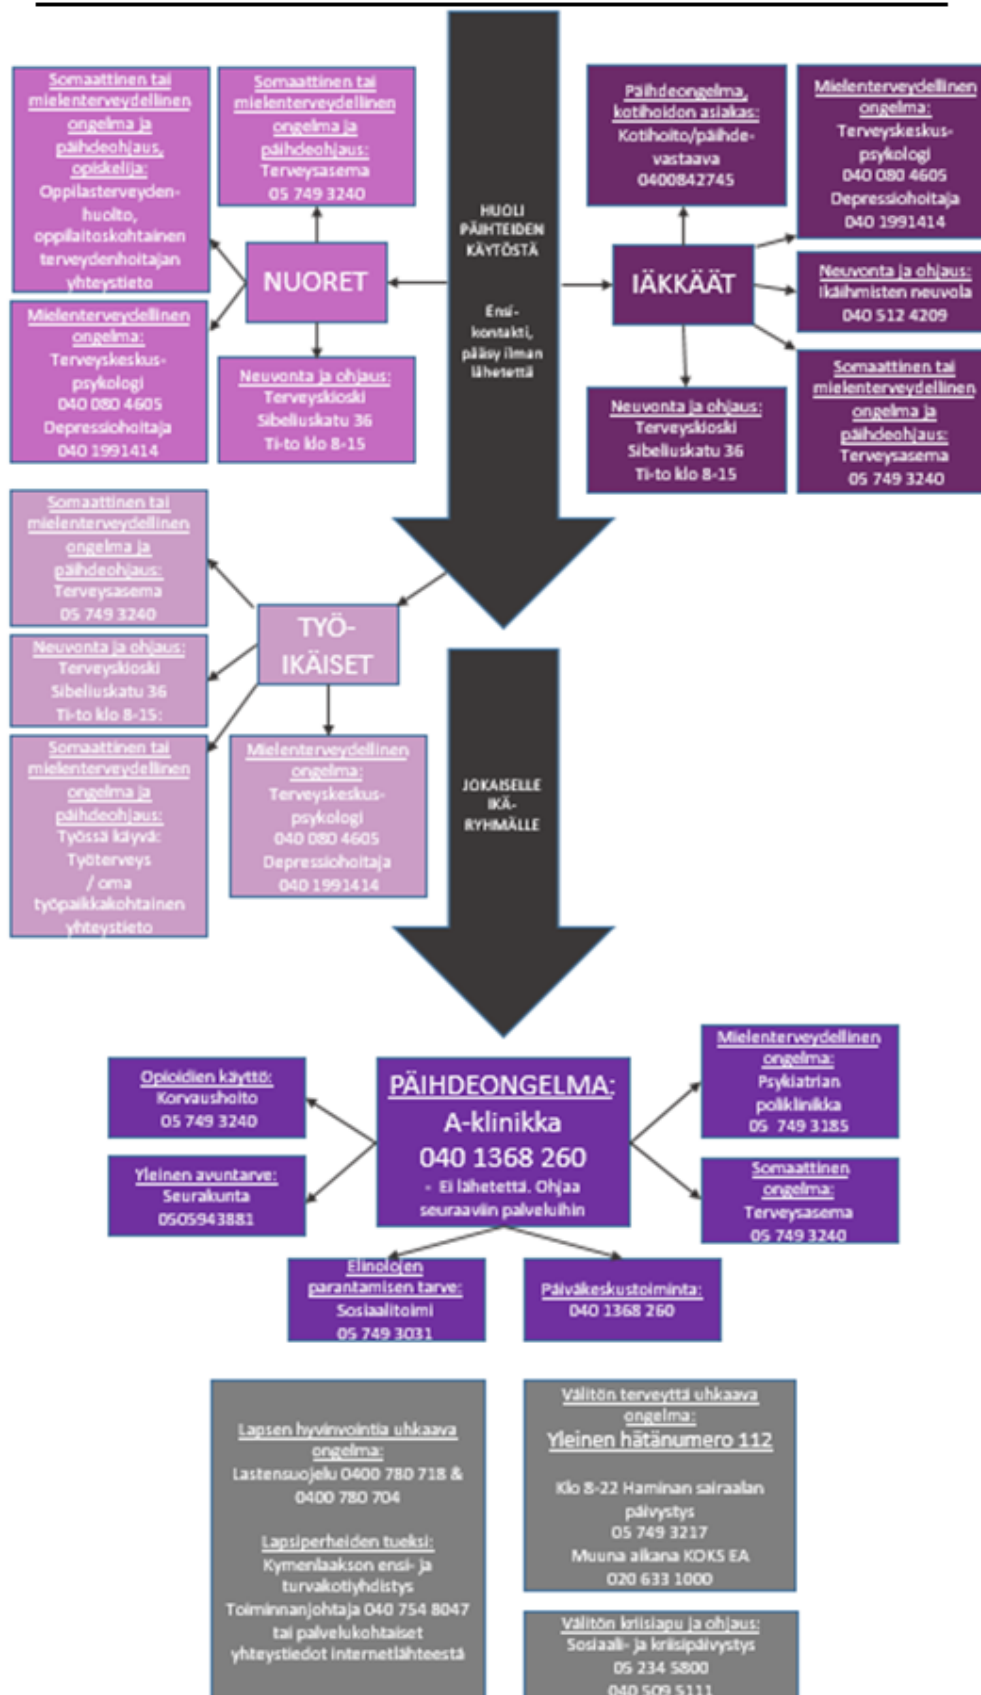 Somaattinen tai
mielenterveydellinen
ongelma ja
päihdeohjaus,
opiskelija:
Oppilasterveyden-
huolto,
oppilaitoskohtainen
terveydenhoitajan
yhteystieto
Somaattinen tai
mielenterveydellinen
ongelma ja
päihdeohjaus:
Terveysasema
05 749 3240
NUORET
Mielenterveydellinen
ongelma:
Terveyskeskus-
psykologi
040 080 4605
Depressiohoitaja
040 1991414
Neuvonta ja ohjaus:
Terveyskioski
Sibeliuskatu 36
Ti-to klo 8-15
HUOLI
PÄIHTEIDEN
KÄYTÖSTÄ
Ensi-
kontakti,
pääsy ilman
lähetettä
Päihdeongelma,
kotihoidon asiakas:
Kotihoito/päihde-
vastaava
0400842745
Mielenterveydellinen
ongelma:
Terveyskeskus-
psykologi
040 080 4605
Depressiohoitaja
040 1991414
IÄKKÄÄT
Neuvonta ja ohjaus:
Ikäihmisten neuvola
040 512 4209
Neuvonta ja ohjaus:
Terveyskioski
Sibeliuskatu 36
Ti-to klo 8-15
Somaattinen tai
mielenterveydellinen
ongelma ja
päihdeohjaus:
Terveysasema
05 749 3240
Somaattinen tai
mielenterveydellinen
ongelma ja
päihdeohjaus:
Terveysasema
05 749 3240
TYÖ-
IKÄISET
Neuvonta ja ohjaus:
Terveyskioski
Sibeliuskatu 36
Ti-to klo 8-15:
Somaattinen tai
mielenterveydellinen
ongelma ja
päihdeohjaus:
Työssä käyvä:
Työterveys
/ oma
työpaikkakohtainen
yhteystieto
Mielenterveydellinen
ongelma:
Terveyskeskus-
psykologi
040 080 4605
Depressiohoitaja
040 1991414
JOKAISELLE
IKÄ-
RYHMÄLLE
Opioidien käyttö:
Korvaushoito
05 749 3240
Yleinen avuntarve:
Seurakunta
0505943881
PÄIHDEONGELMA:
A-klinikka
040 1368 260
- Ei lähetettä. Ohjaa
seuraaviin palveluihin
Mielenterveydellinen
ongelma:
Psykiatrian
poliklinikka
05 749 3185
Somaattinen
ongelma:
Terveysasema
05 749 3240
Elinolojen
parantamisen tarve:
Sosiaalitoimi
05 749 3031
Päiväkeskustoiminta:
040 1368 260
Lapsen hyvinvointia uhkaava
ongelma:
Lastensuojelu 0400 780 718 &
0400 780 704
Lapsiperheiden tueksi:
Kymenlaakson ensi- ja
turvakotiyhdistys
Toiminnanjohtaja 040 754 8047
tai palvelukohtaiset
yhteystiedot internetlähteestä
Välitön terveyttä uhkaava
ongelma:
Yleinen hätänumero 112
Klo 8-22 Haminan sairaalan
päivystys
05 749 3217
Muuna aikana KOKS EA
020 633 1000
Välitön kriisiapu ja ohjaus:
Sosiaali- ja kriisipäivystys
05 234 5800
040 509 5111